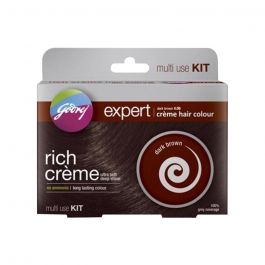 multi use KIT
Godrej
expert
dark brown 4.06
crème hair colour
dark brown
rich
crème
ultra soft
deep shine
no ammonia | long lasting colour
multi use KIT
100%
grey coverage